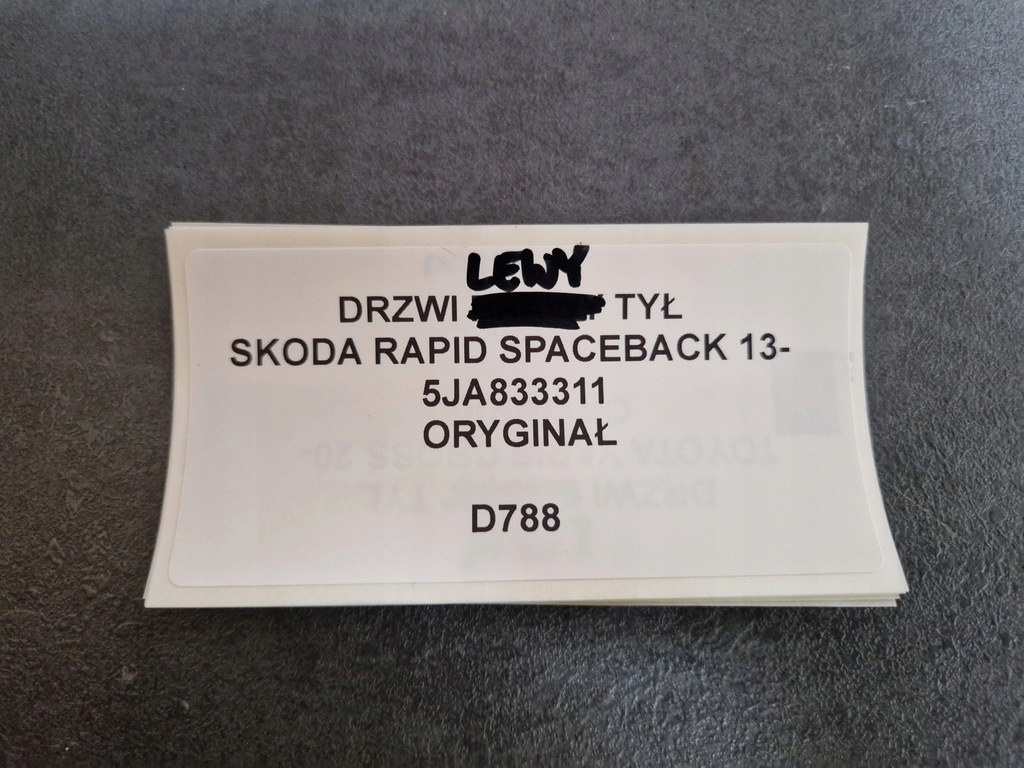 LEWY
DRZWI TYŁ
SKODA RAPID SPACEBACK 13-
5JA833311
ORYGINAŁ
D788